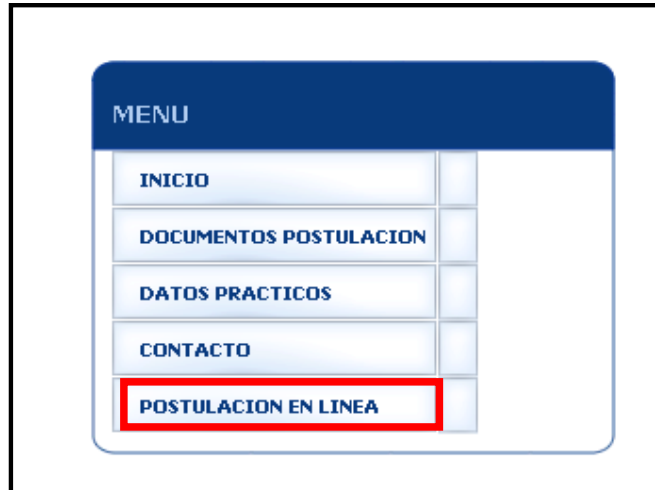 MENU
INICIO
DOCUMENTOS POSTULACION
DATOS PRACTICOS
CONTACTO
POSTULACION EN LINEA